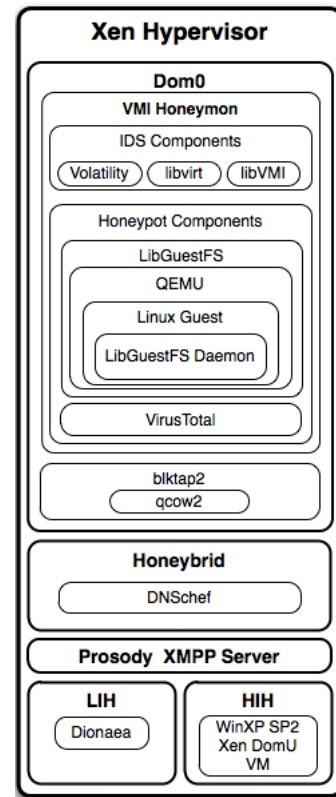 Xen Hypervisor
Dom0
VMI Honeymon
IDS Components
Volatility libvirt libVMI
Honeypot Components
LibGuestFS
QEMU
Linux Guest
LibGuestFS Daemon
VirusTotal
blktap2
qcow2
Honeybrid
DNSchef
Prosody XMPP Server
LIH
Dionaea
HIH
WinXP SP2
Xen DomU
VM